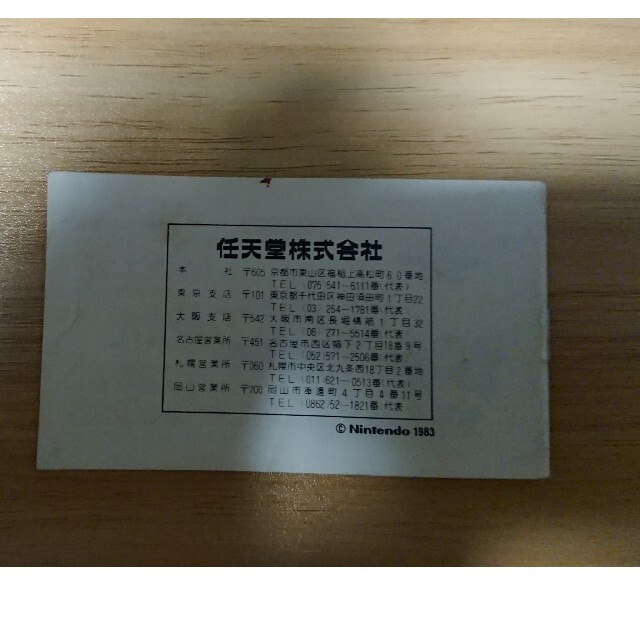 任天堂株式会社
本社 〒605 京都市東山区福稲上高松町60番地
TEL (075)541-6111番(代表)
東京支店 〒101 東京都千代田区神田須田町1丁目22
TEL (03) 254-1781番(代表)
大阪支店 〒542 大阪市南区長堀橋筋1丁目32
TEL (06) 271-5514番(代表)
名古屋営業所 〒451 名古屋市西区幅下2丁目18番9号
TEL (052)571-2506番(代表)
札幌営業所 〒060 札幌市中央区北九条西18丁目2番地
TEL (011)621-0513番(代表)
岡山営業所 〒700 岡山市奉還町4丁目4番11号
TEL (0862)52-1821番(代表)
© Nintendo 1983